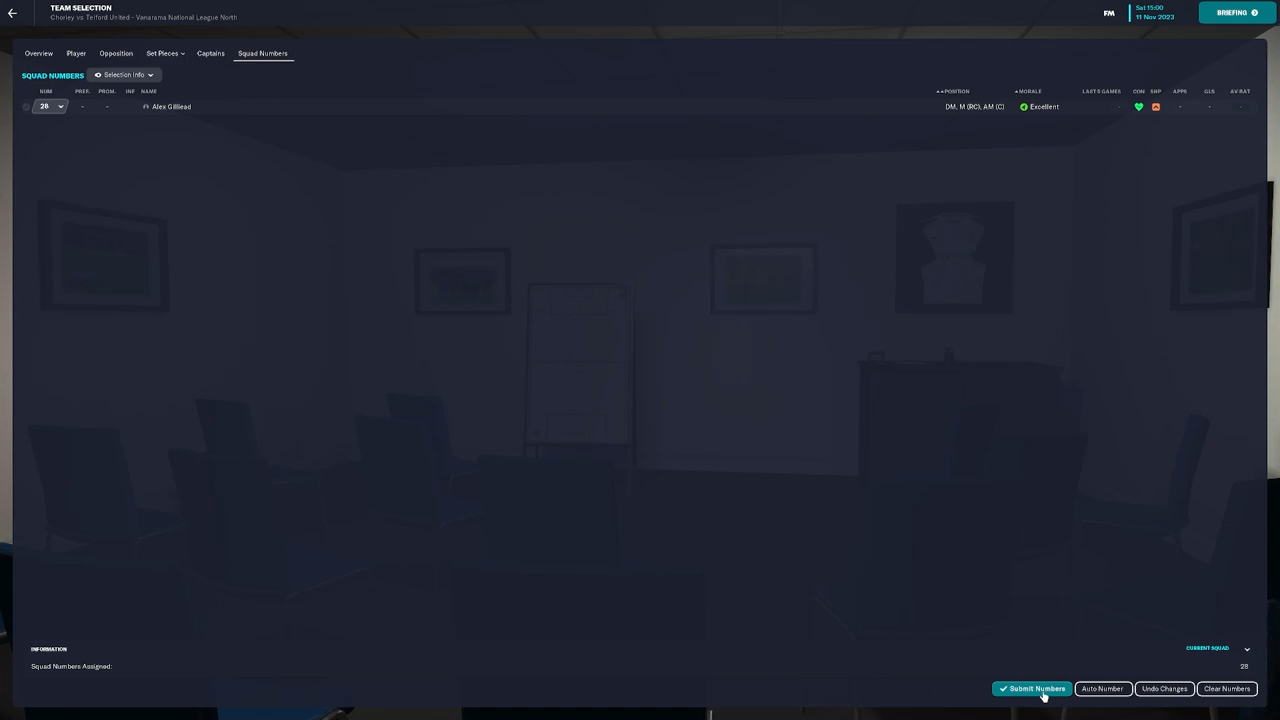 TEAM SELECTION
Chorley vs Telford United - Vanarama National League North
FM
Sat 15:00
11 Nov 2023
BRIEFING
Overview
iPlayer
Opposition
Set Pieces
Captains
Squad Numbers
SQUAD NUMBERS
Selection Info
NUM PREF. PROM. INF NAME POSITION MORALE LAST 5 GAMES CON SHP APPS GLS AV RAT
28 - - Alex Gilliead DM, M (RC), AM (C) Excellent - - - -
INFORMATION
CURRENT SQUAD
Squad Numbers Assigned: 28
Submit Numbers
Auto Number
Undo Changes
Clear Numbers